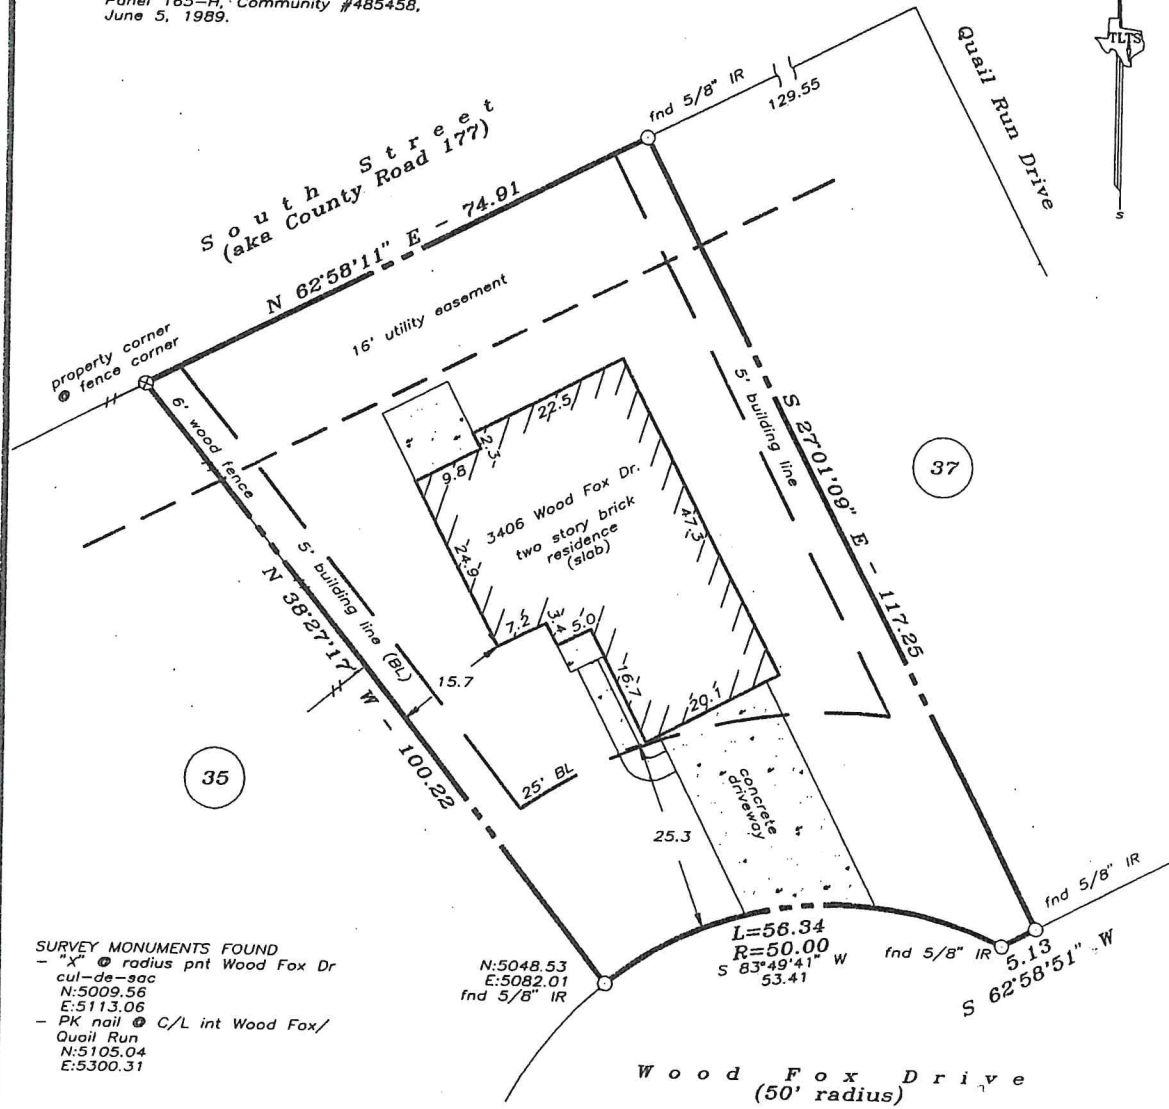 Panel 165-H, Community #485458,
June 5, 1989.
TLTS
S
Quail Run Drive
fnd 5/8" IR
129.55
South Street
(aka County Road 177)
N 62°58'11" E - 74.91
property corner
@ fence corner
16' utility easement
6' wood fence
5' building line
S 27°01'09" E - 117.25
37
22.5
2.3
9.8
3406 Wood Fox Dr.
two story brick
residence
(slab)
47.3
24.9
5' building line (BL)
N 38°27'17" W - 100.22
7.2
3.4
5.0
15.7
16.7
20.1
35
25' BL
concrete
driveway
25.3
fnd 5/8" IR
L=56.34
R=50.00
S 83°49'41" W
53.41
fnd 5/8" IR
5.13
S 62°58'51" W
N:5048.53
E:5082.01
fnd 5/8" IR
SURVEY MONUMENTS FOUND
- "X" @ radius pnt Wood Fox Dr
cul-de-sac
N:5009.56
E:5113.06
- PK nail @ C/L int Wood Fox/
Quail Run
N:5105.04
E:5300.31
Wood Fox Drive
(50' radius)